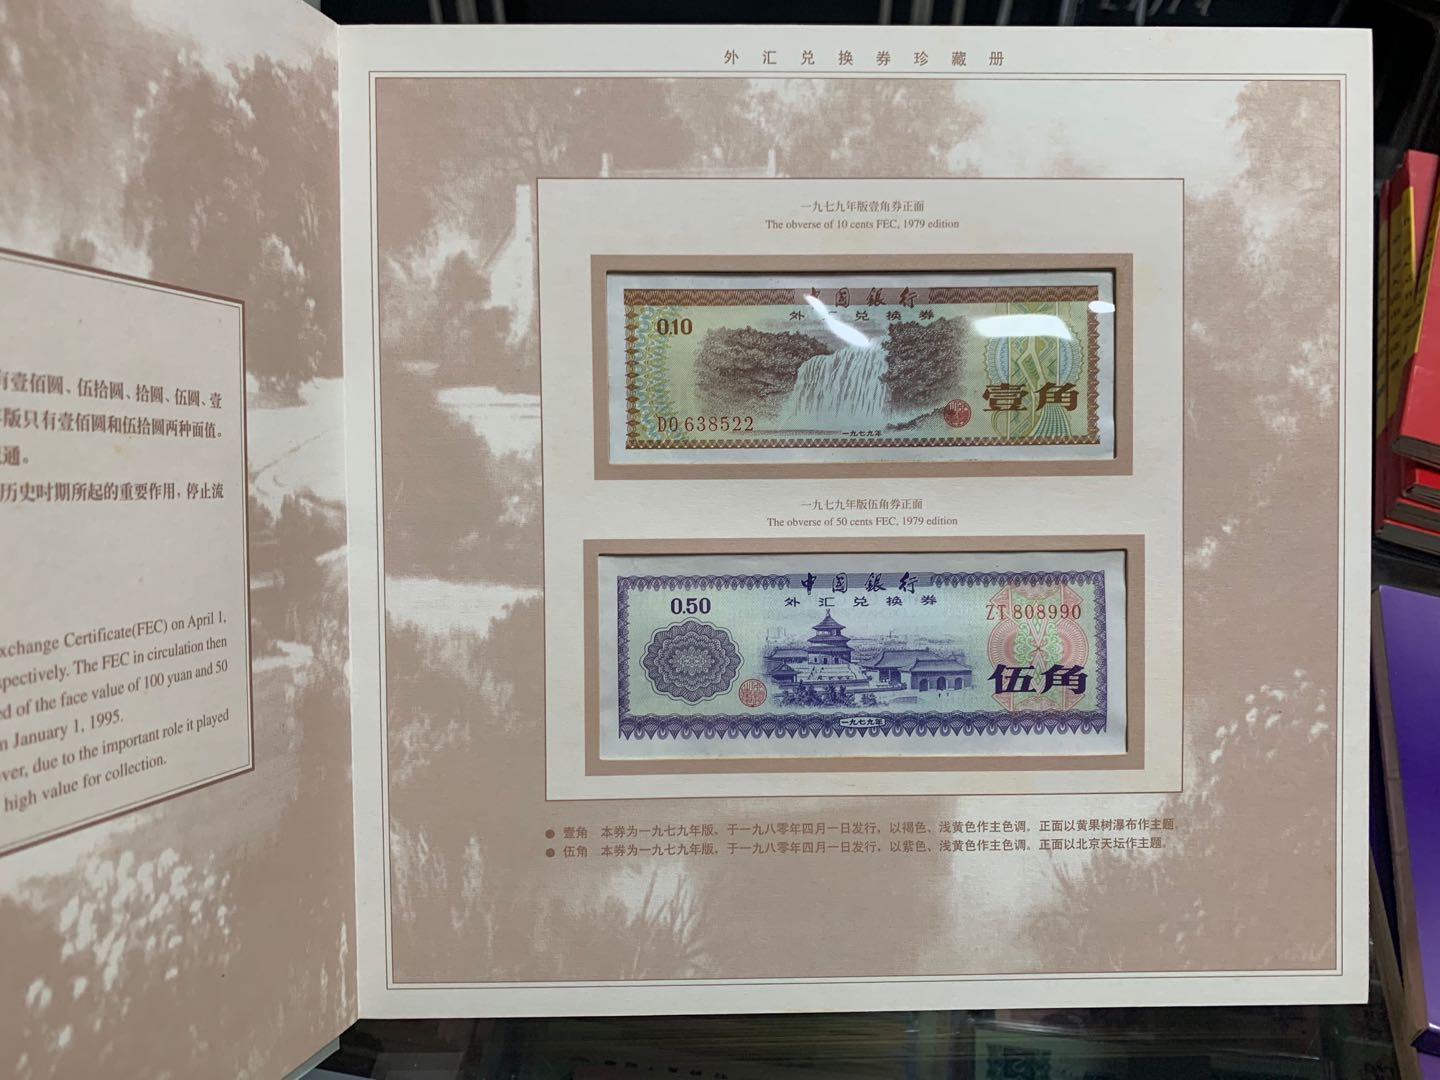 有壹佰圆、伍拾圆、拾圆、伍圆、壹
年版只有壹佰圆和伍拾圆两种面值。
通。
历史时期所起的重要作用，停止流
xchange Certificate(FEC) on April 1,
pectively. The FEC in circulation then
ed of the face value of 100 yuan and 50
n January 1, 1995.
ver, due to the important role it played
high value for collection.
外汇兑换券珍藏册
一九七九年版壹角券正面
The obverse of 10 cents FEC, 1979 edition
中國銀行
外汇兑换券
0.10
壹角
DO 638522
一九七九年
一九七九年版伍角券正面
The obverse of 50 cents FEC, 1979 edition
中國銀行
外汇兑换券
0.50
ZT 808990
伍角
一九七九年
● 壹角 本券为一九七九年版，于一九八零年四月一日发行，以褐色、浅黄色作主色调。正面以黄果树瀑布作主题。
● 伍角 本券为一九七九年版，于一九八零年四月一日发行，以紫色、浅黄色作主色调。正面以北京天坛作主题。